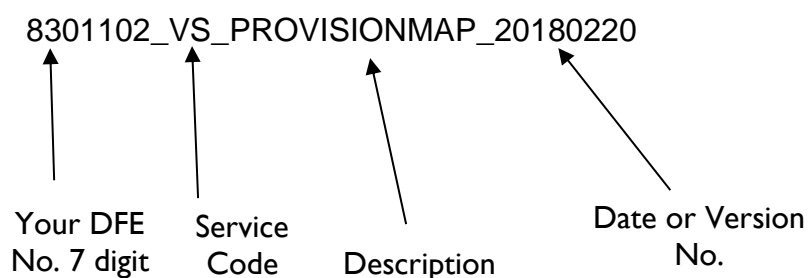 8301102_VS_PROVISIONMAP_20180220
Your DFE
No. 7 digit
Service
Code
Description
Date or Version
No.